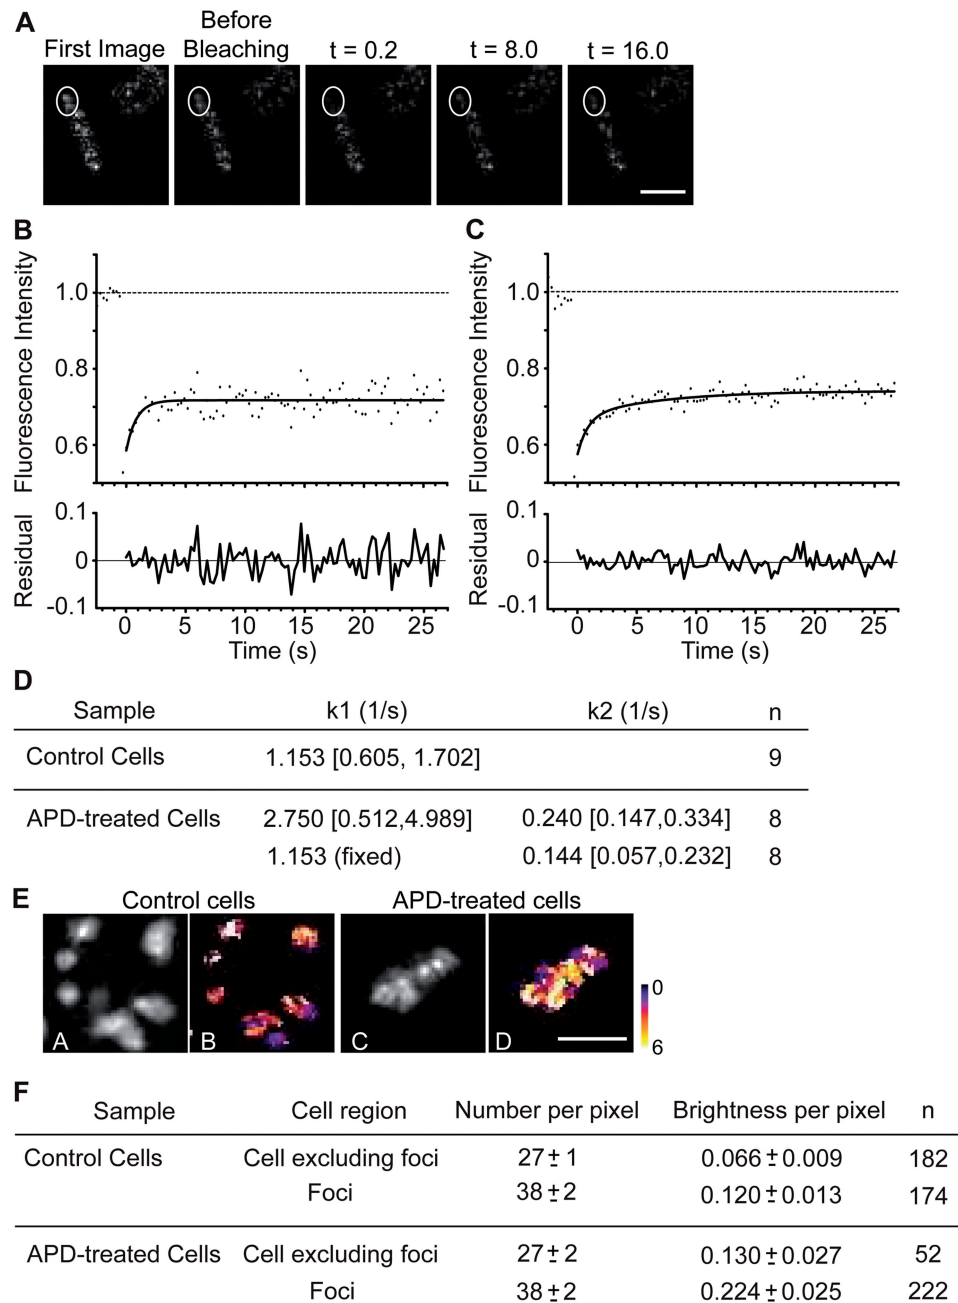 A
First Image
Before
Bleaching
t = 0.2
t = 8.0
t = 16.0
B
Fluorescence Intensity
1.0
0.8
0.6
Residual
0.1
0
-0.1
0 5 10 15 20 25
Time (s)
C
Fluorescence Intensity
1.0
0.8
0.6
Residual
0.1
0
-0.1
0 5 10 15 20 25
Time (s)
D
Sample k1 (1/s) k2 (1/s) n
Control Cells 1.153 [0.605, 1.702] 9
APD-treated Cells 2.750 [0.512,4.989] 0.240 [0.147,0.334] 8
1.153 (fixed) 0.144 [0.057,0.232] 8
E
Control cells APD-treated cells
A B C D
0
6
F
Sample Cell region Number per pixel Brightness per pixel n
Control Cells Cell excluding foci 27 ± 1 0.066 ± 0.009 182
Foci 38 ± 2 0.120 ± 0.013 174
APD-treated Cells Cell excluding foci 27 ± 2 0.130 ± 0.027 52
Foci 38 ± 2 0.224 ± 0.025 222